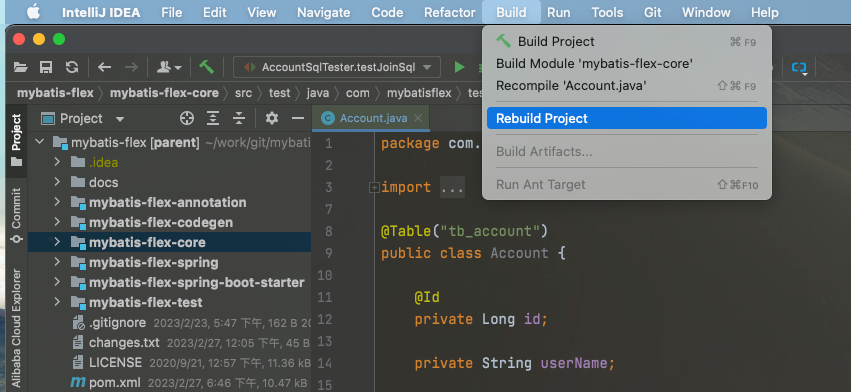 IntelliJ IDEA File Edit View Navigate Code Refactor Build Run Tools Git Window Help
Build Project ⌘ F9
Build Module 'mybatis-flex-core'
Recompile 'Account.java' ⇧⌘ F9
Rebuild Project
Build Artifacts...
Run Ant Target ⇧⌘F10
AccountSqlTester.testJoinSql
mybatis-flex mybatis-flex-core src test java com mybatisflex
Project
Account.java
mybatis-flex [parent] ~/work/git/mybati
.idea
docs
mybatis-flex-annotation
mybatis-flex-codegen
mybatis-flex-core
mybatis-flex-spring
mybatis-flex-spring-boot-starter
mybatis-flex-test
.gitignore 2023/2/23, 5:47 下午, 162 B
changes.txt 2023/2/27, 12:05 下午, 45 B
LICENSE 2020/9/21, 12:57 下午, 11.36 kB
pom.xml 2023/2/27, 6:46 下午, 10.47 kB
Project
Commit
Alibaba Cloud Explorer
1 package com.
2
3 import ...
7
8 @Table("tb_account")
9 public class Account {
10
11 @Id
12 private Long id;
13
14 private String userName;
15